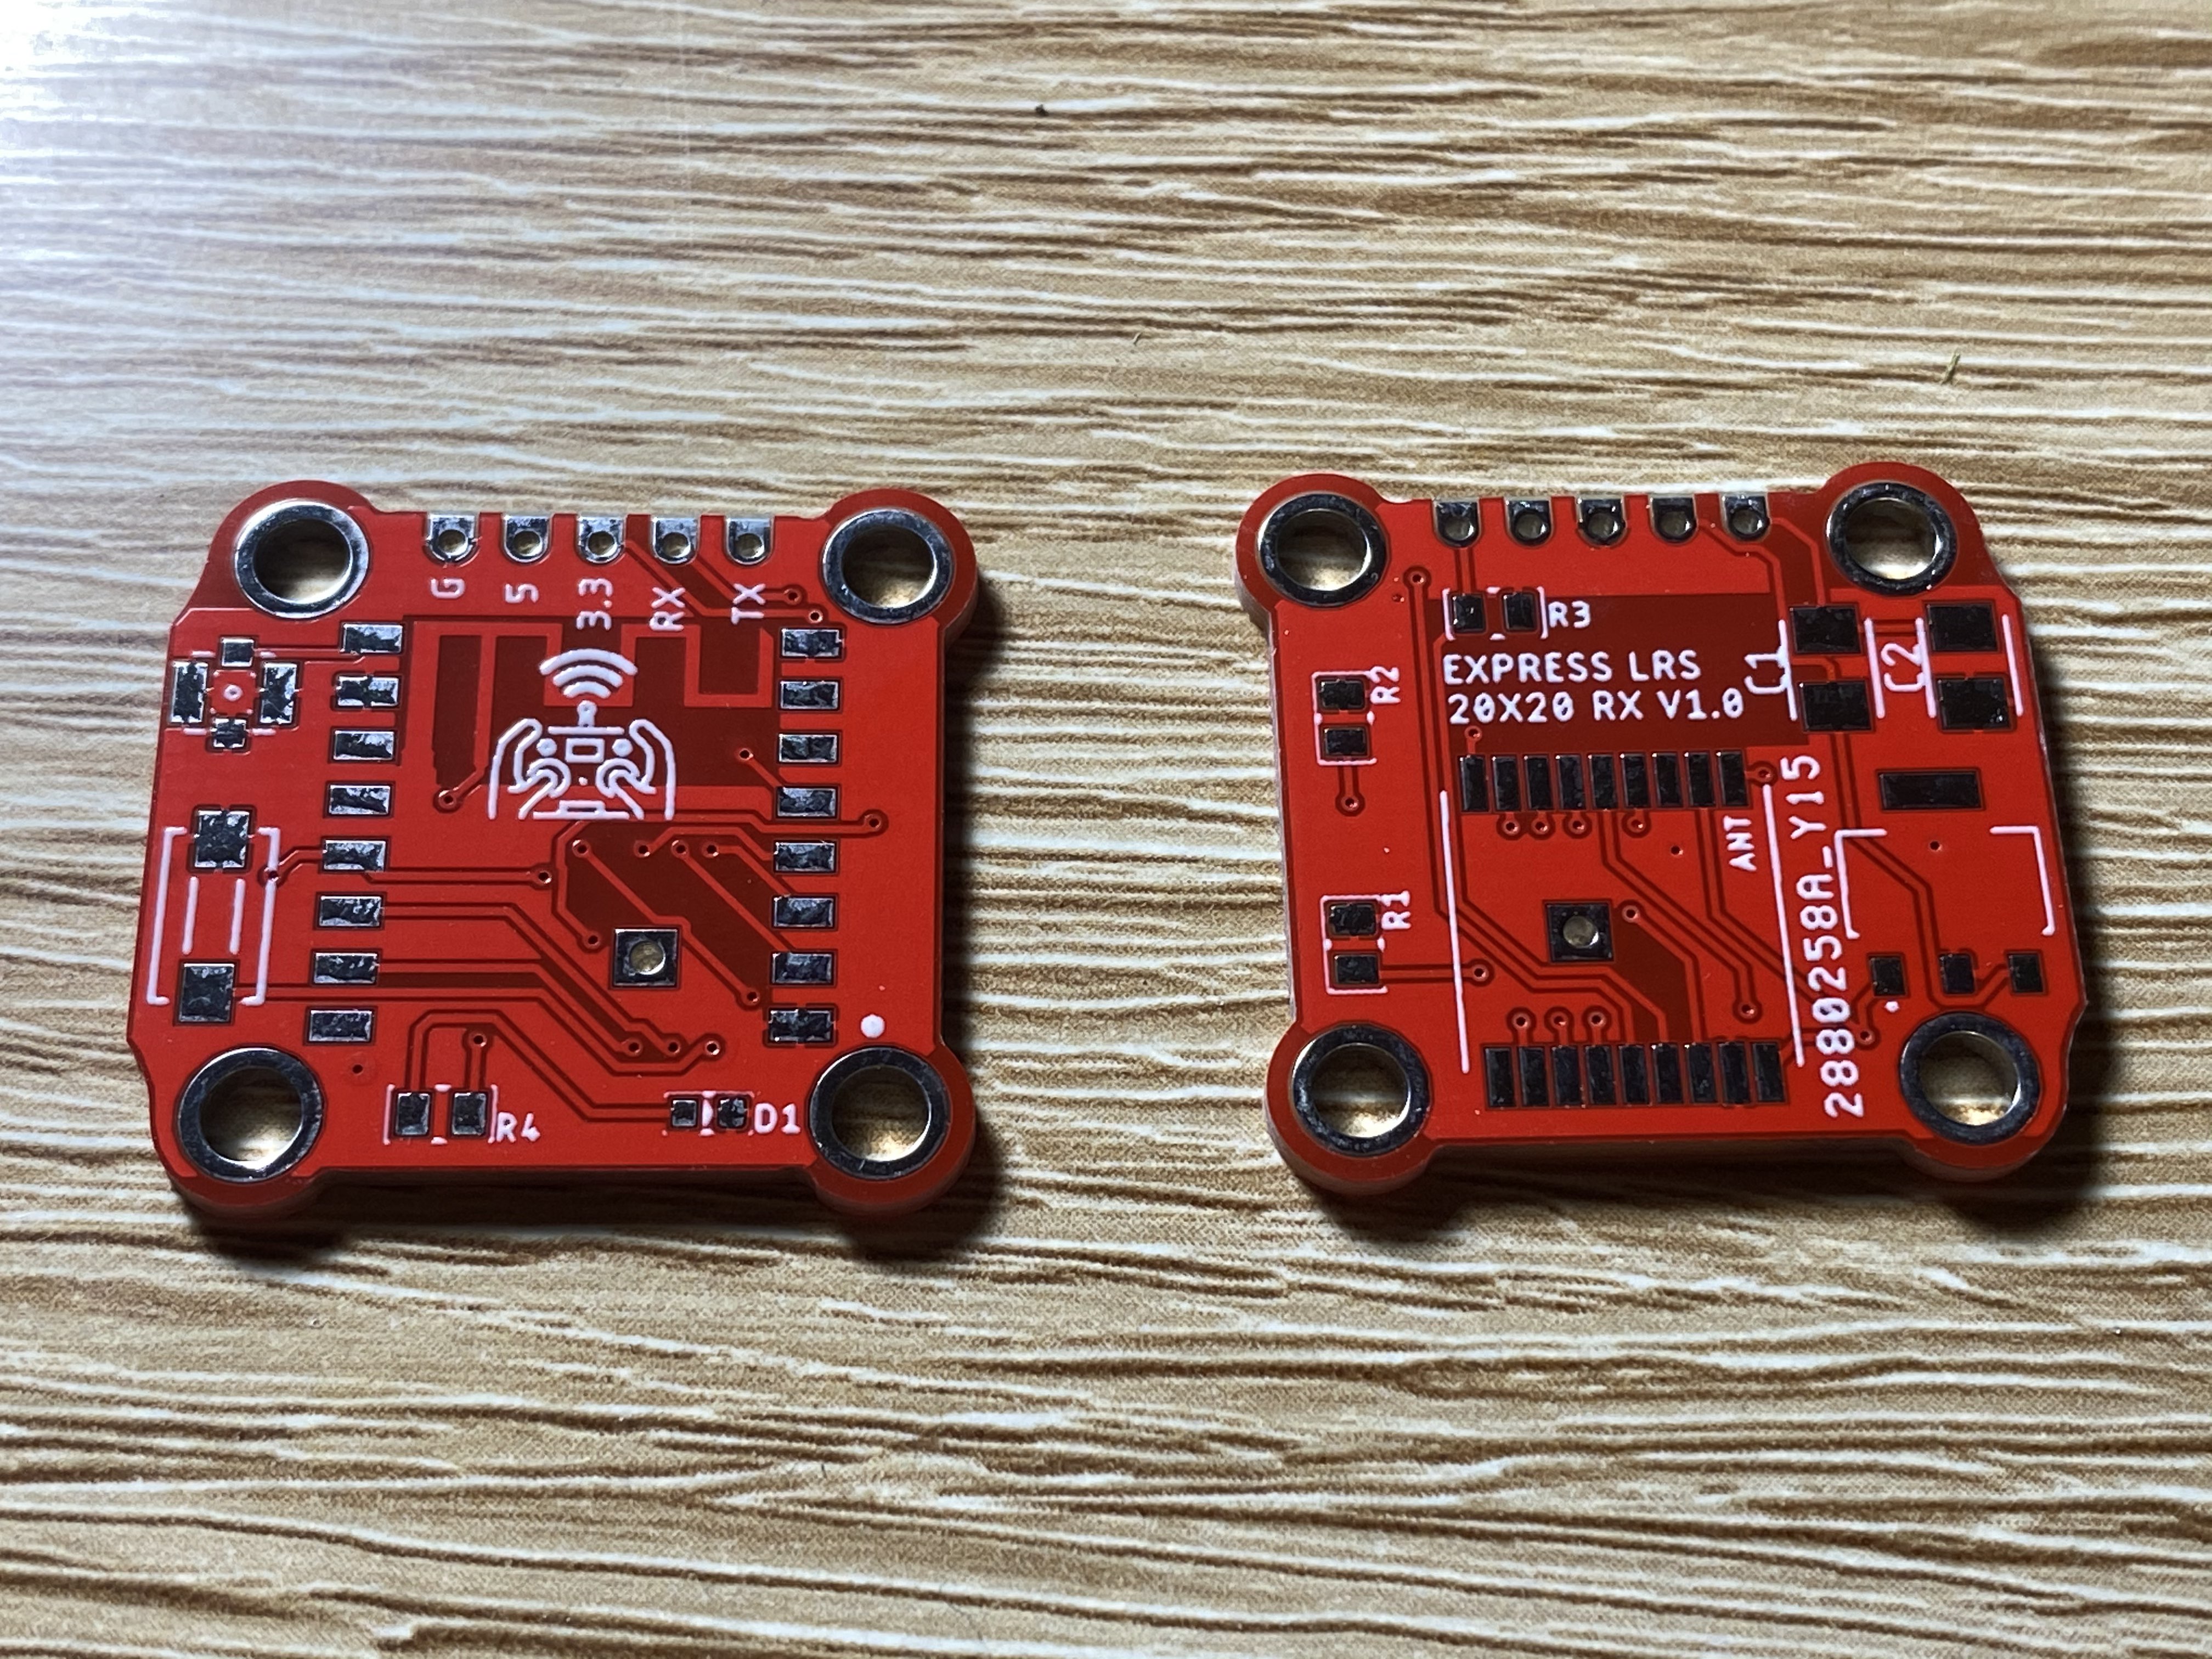 G
5
3.3
RX
TX
R4
D1
R3
EXPRESS LRS
20X20 RX V1.0
R2
C1
C2
ANT
R1
2880258A_Y15